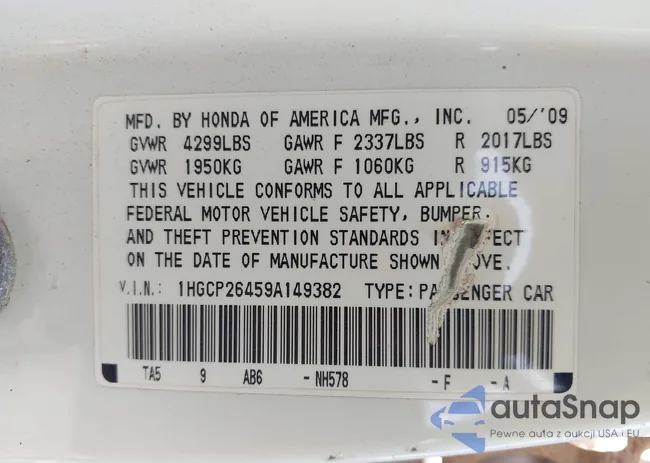 MFD. BY HONDA OF AMERICA MFG., INC. 05/'09
GVWR 4299LBS GAWR F 2337LBS R 2017LBS
GVWR 1950KG GAWR F 1060KG R 915KG
THIS VEHICLE CONFORMS TO ALL APPLICABLE
FEDERAL MOTOR VEHICLE SAFETY, BUMPER,
AND THEFT PREVENTION STANDARDS
ON THE DATE OF MANUFACTURE SHOWN
V.I.N.: 1HGCP26459A149382 TYPE: CAR
TA5 9 AB6 -NH578 -F -A
autaSnap
Pewne auta z aukcji USA i EU